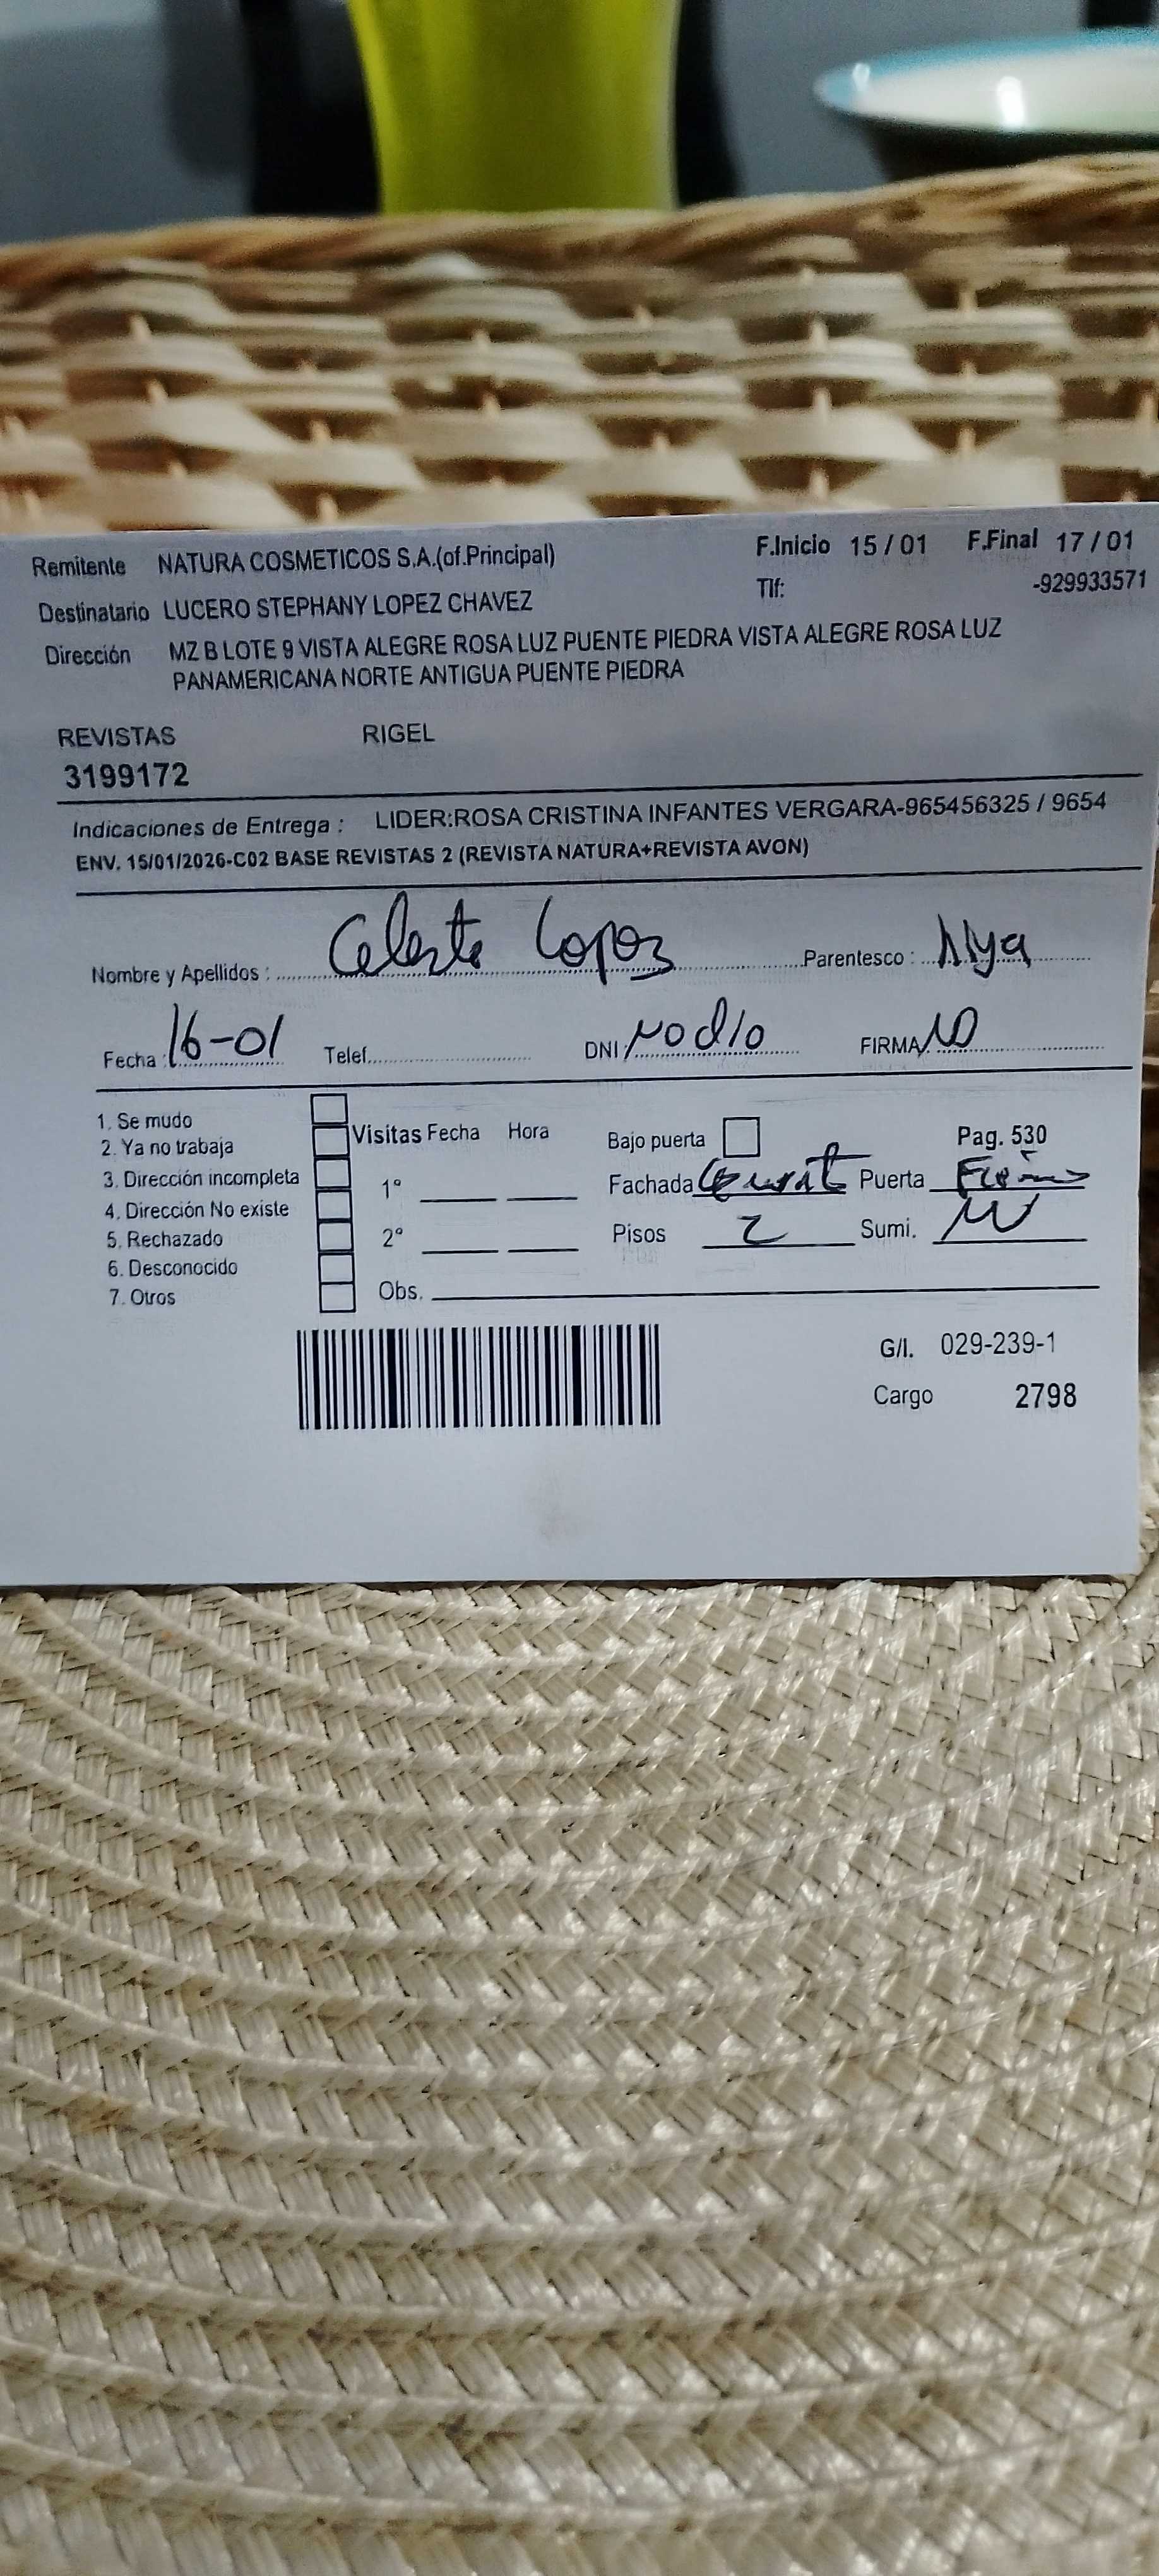 Remitente NATURA COSMETICOS S.A.(of.Principal) F.Inicio 15 / 01 F.Final 17 / 01
Destinatario LUCERO STEPHANY LOPEZ CHAVEZ Tlf: -929933571
Dirección MZ B LOTE 9 VISTA ALEGRE ROSA LUZ PUENTE PIEDRA VISTA ALEGRE ROSA LUZ
PANAMERICANA NORTE ANTIGUA PUENTE PIEDRA
REVISTAS RIGEL
3199172
Indicaciones de Entrega : LIDER:ROSA CRISTINA INFANTES VERGARA-965456325 / 9654
ENV. 15/01/2026-C02 BASE REVISTAS 2 (REVISTA NATURA+REVISTA AVON)
Nombre y Apellidos : Celeste Lopez Parentesco :
Fecha : 16-01 Telef. DNI : no dio FIRMA:
1. Se mudo
2. Ya no trabaja Visitas Fecha Hora Bajo puerta Pag. 530
3. Dirección incompleta 1° Fachada Puerta
4. Dirección No existe
5. Rechazado 2° Pisos 2 Sumi.
6. Desconocido
7. Otros Obs.
G/I. 029-239-1
Cargo 2798